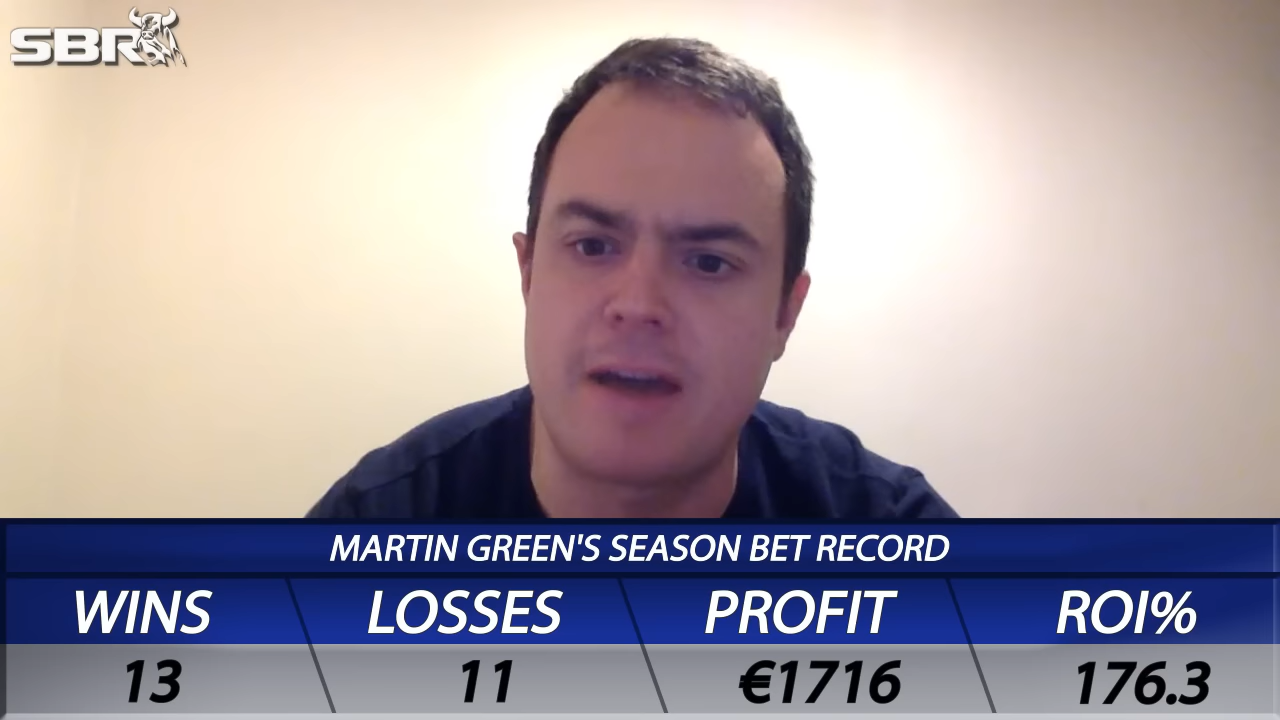 SBR
MARTIN GREEN'S SEASON BET RECORD
WINS LOSSES PROFIT ROI%
13 11 €1716 176.3